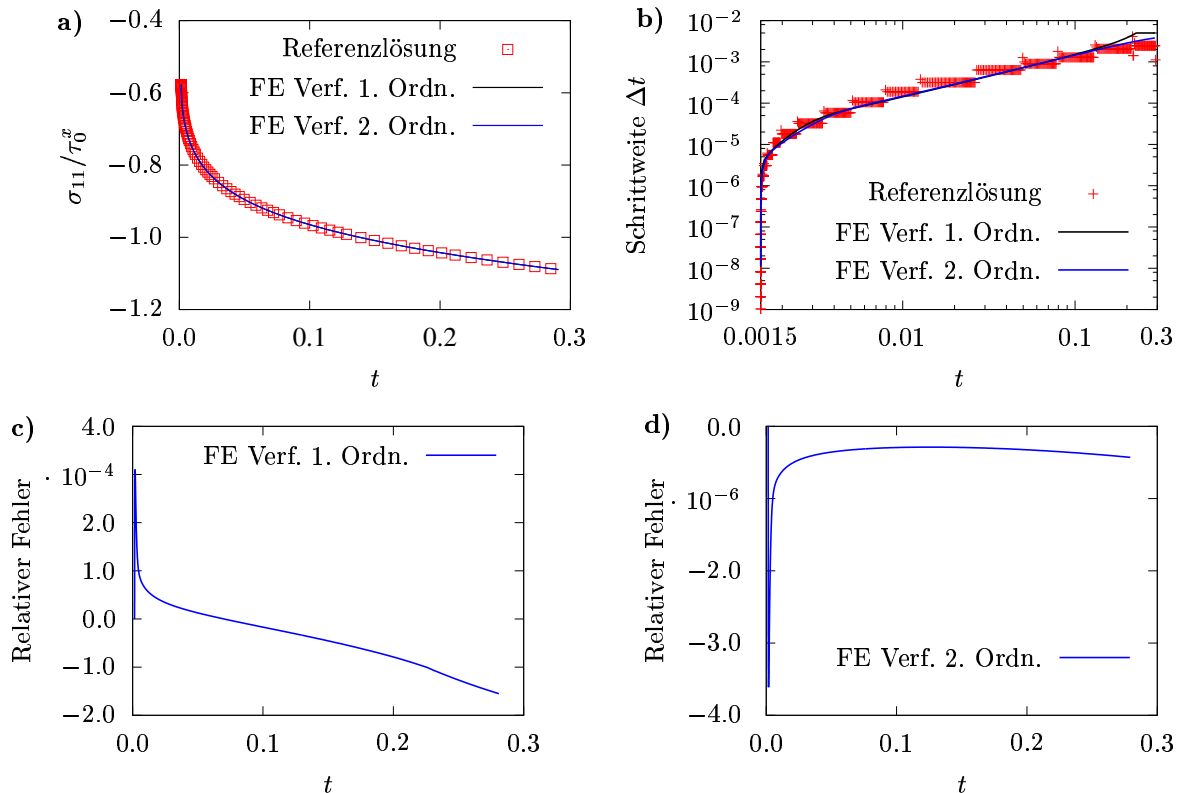 a)
−0.4
−0.6
−0.8
−1.0
−1.2
σ11/τ0^x
Referenzlösung
FE Verf. 1. Ordn.
FE Verf. 2. Ordn.
0.0 0.1 0.2 0.3
t
b)
10^−2
10^−3
10^−4
10^−5
10^−6
10^−7
10^−8
10^−9
Schrittweite Δt
Referenzlösung
FE Verf. 1. Ordn.
FE Verf. 2. Ordn.
0.0015 0.01 0.1 0.3
t
c)
4.0
· 10^−4
2.0
1.0
0.0
−1.0
−2.0
Relativer Fehler
FE Verf. 1. Ordn.
0.0 0.1 0.2 0.3
t
d)
0.0
· 10^−6
−2.0
−3.0
−4.0
Relativer Fehler
FE Verf. 2. Ordn.
0.0 0.1 0.2 0.3
t